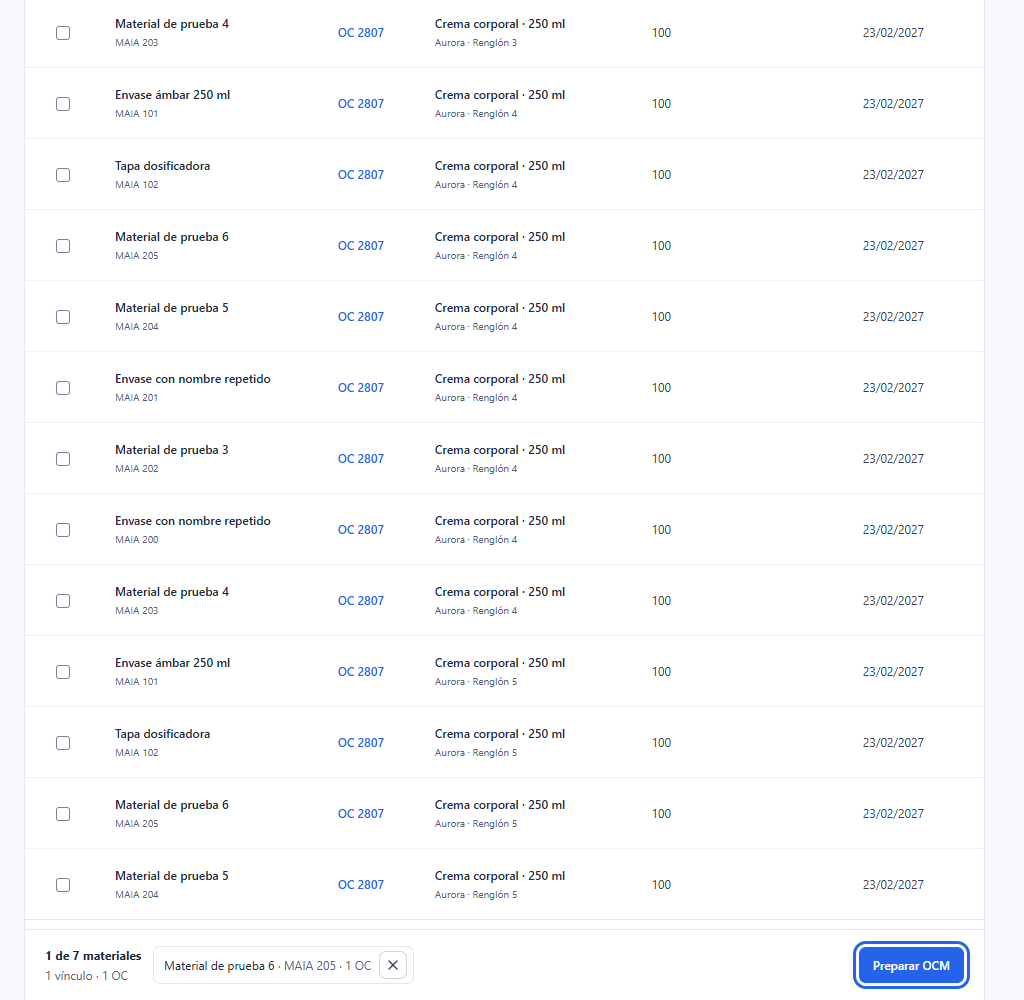 Material de prueba 4
MAIA 203
OC 2807
Crema corporal · 250 ml
Aurora · Renglón 3
100
23/02/2027
Envase ámbar 250 ml
MAIA 101
OC 2807
Crema corporal · 250 ml
Aurora · Renglón 4
100
23/02/2027
Tapa dosificadora
MAIA 102
OC 2807
Crema corporal · 250 ml
Aurora · Renglón 4
100
23/02/2027
Material de prueba 6
MAIA 205
OC 2807
Crema corporal · 250 ml
Aurora · Renglón 4
100
23/02/2027
Material de prueba 5
MAIA 204
OC 2807
Crema corporal · 250 ml
Aurora · Renglón 4
100
23/02/2027
Envase con nombre repetido
MAIA 201
OC 2807
Crema corporal · 250 ml
Aurora · Renglón 4
100
23/02/2027
Material de prueba 3
MAIA 202
OC 2807
Crema corporal · 250 ml
Aurora · Renglón 4
100
23/02/2027
Envase con nombre repetido
MAIA 200
OC 2807
Crema corporal · 250 ml
Aurora · Renglón 4
100
23/02/2027
Material de prueba 4
MAIA 203
OC 2807
Crema corporal · 250 ml
Aurora · Renglón 4
100
23/02/2027
Envase ámbar 250 ml
MAIA 101
OC 2807
Crema corporal · 250 ml
Aurora · Renglón 5
100
23/02/2027
Tapa dosificadora
MAIA 102
OC 2807
Crema corporal · 250 ml
Aurora · Renglón 5
100
23/02/2027
Material de prueba 6
MAIA 205
OC 2807
Crema corporal · 250 ml
Aurora · Renglón 5
100
23/02/2027
Material de prueba 5
MAIA 204
OC 2807
Crema corporal · 250 ml
Aurora · Renglón 5
100
23/02/2027
1 de 7 materiales
1 vínculo · 1 OC
Material de prueba 6 · MAIA 205 · 1 OC
Preparar OCM